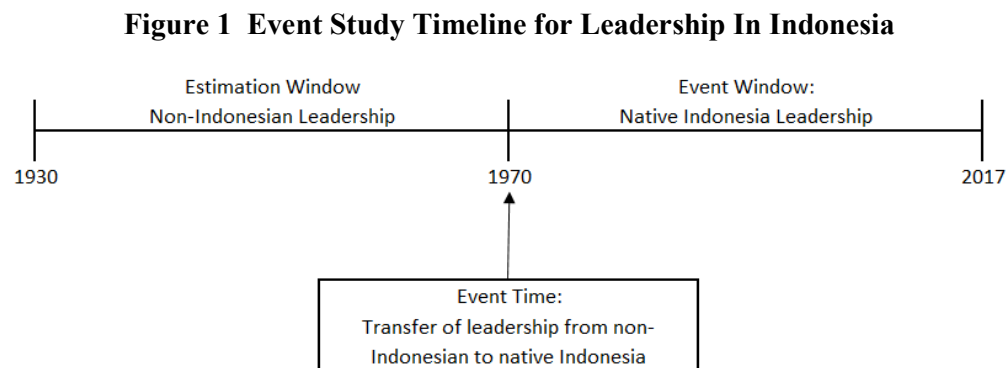 Figure 1  Event Study Timeline for Leadership In Indonesia
Estimation Window
Non-Indonesian Leadership
Event Window:
Native Indonesia Leadership
1930
1970
2017
Event Time:
Transfer of leadership from non-
Indonesian to native Indonesia